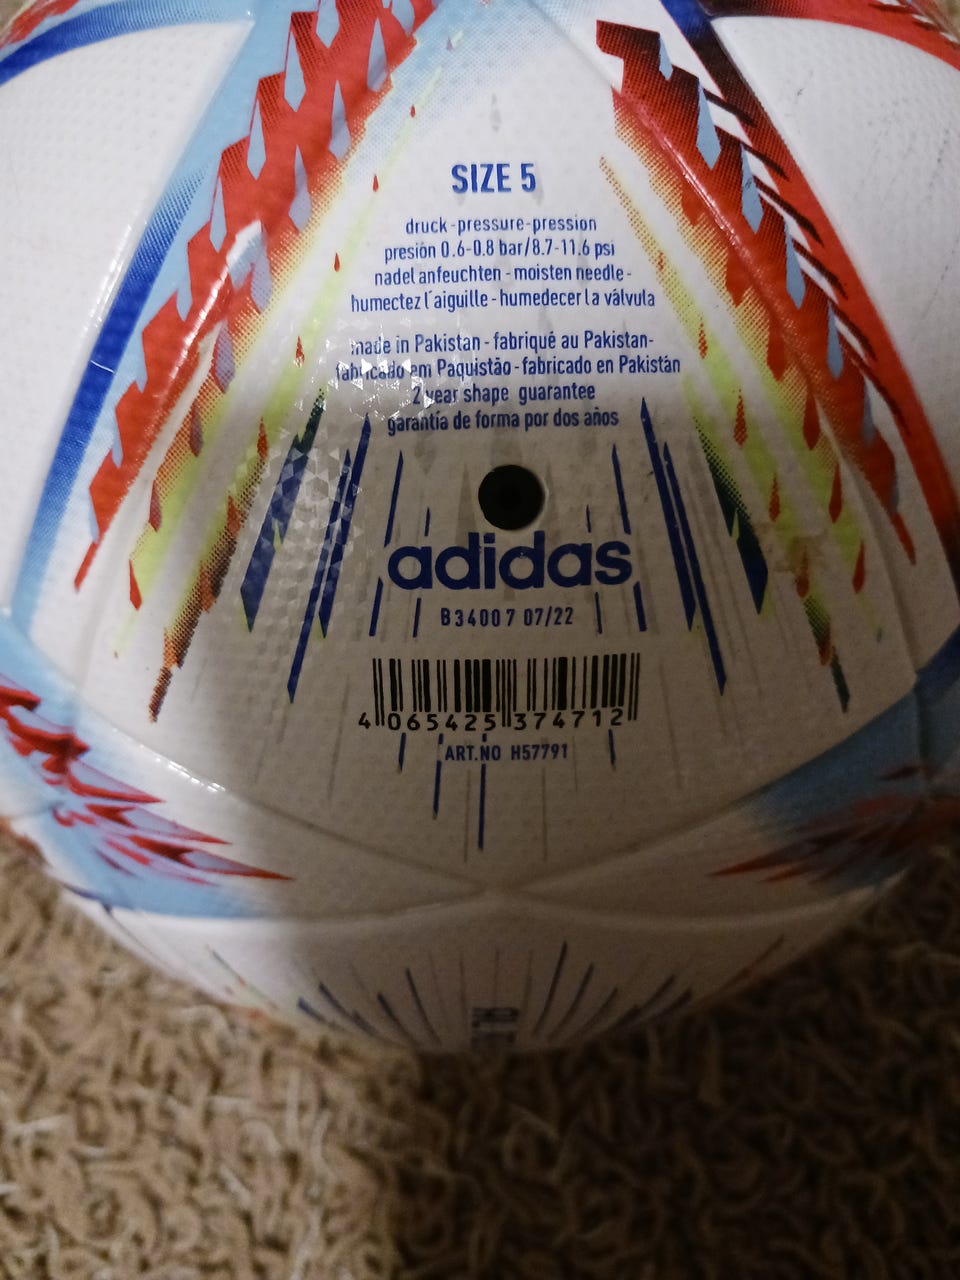 SIZE 5
druck-pressure-pression
presión 0.6-0.8 bar/8.7-11.6 psi
nadel anfeuchten - moisten needle -
humectez l´aiguille - humedecer la válvula
made in Pakistan - fabriqué au Pakistan-
fabricado em Paquistão - fabricado en Pakistán
2 year shape guarantee
garantía de forma por dos años
adidas
B34007 07/22
4 065425 374712
ART.NO H57791